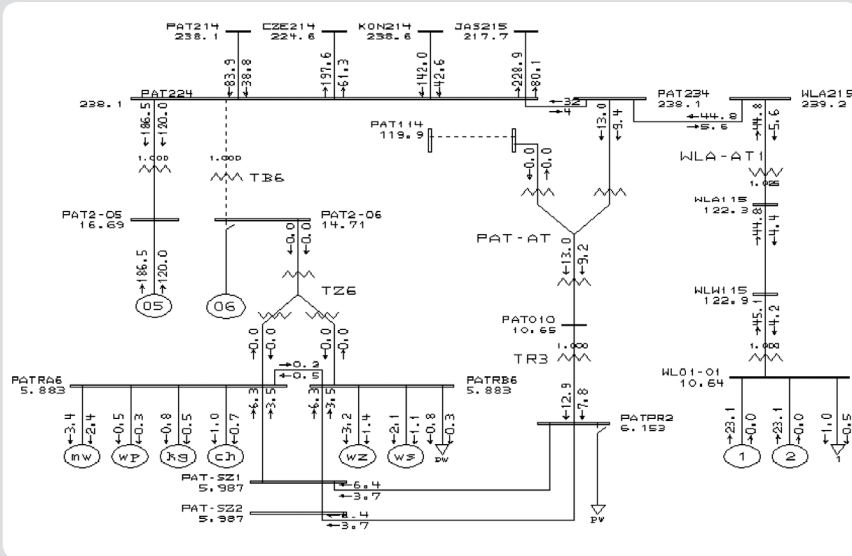 PAT214 CZE214 KON214 JAS215
238.1 224.6 238.6 217.7
83.9 38.8 197.6 61.3 142.0 42.6 228.9 80.1
PAT224 PAT234 WLA215
238.1 238.1 239.2
32
4
44.8
5.6
186.5 120.0 13.0 9.4 44.8 5.6
PAT114
119.9
0.0 0.0
1.000 1.000
TB6
WLA-AT1
1.025
WLA115
122.3
44.8 4.4
PAT2-05 PAT2-06
16.69 14.71
0.0 0.0
PAT-AT
13.0 9.2
186.5 120.0
TZ6
05 06
WLW115
122.9
45.1 4.2
PAT010
10.65
0.0 0.0 0.0 0.0
1.000
TR3
1.008
0.2
0.5
WL01-01
10.64
PATRA6 PATRB6
5.883 5.883
6.3 3.5 6.3 3.5
12.9 7.8
PATPR2
6.153
3.4 2.4 0.5 0.3 0.8 0.5 1.0 0.7 3.2 1.4 2.1 1.1 0.8 0.3
23.1 0.0 23.1 0.0 1.0 0.5
mw wp kg ch wz ws pw
1 2 1
PAT-SZ1
5.987
6.4
3.7
PAT-SZ2
5.987
6.4
3.7
pw